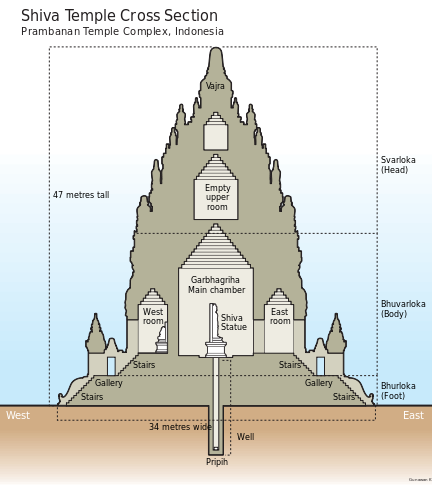 Shiva Temple Cross Section
Prambanan Temple Complex, Indonesia
Vajra
Svarloka
(Head)
47 metres tall
Empty
upper
room
Garbhagriha
Main chamber
Bhuvarloka
(Body)
West
room
Shiva
Statue
East
room
Stairs
Stairs
Gallery
Gallery
Bhurloka
(Foot)
Stairs
Stairs
West
East
34 metres wide
Well
Pripih